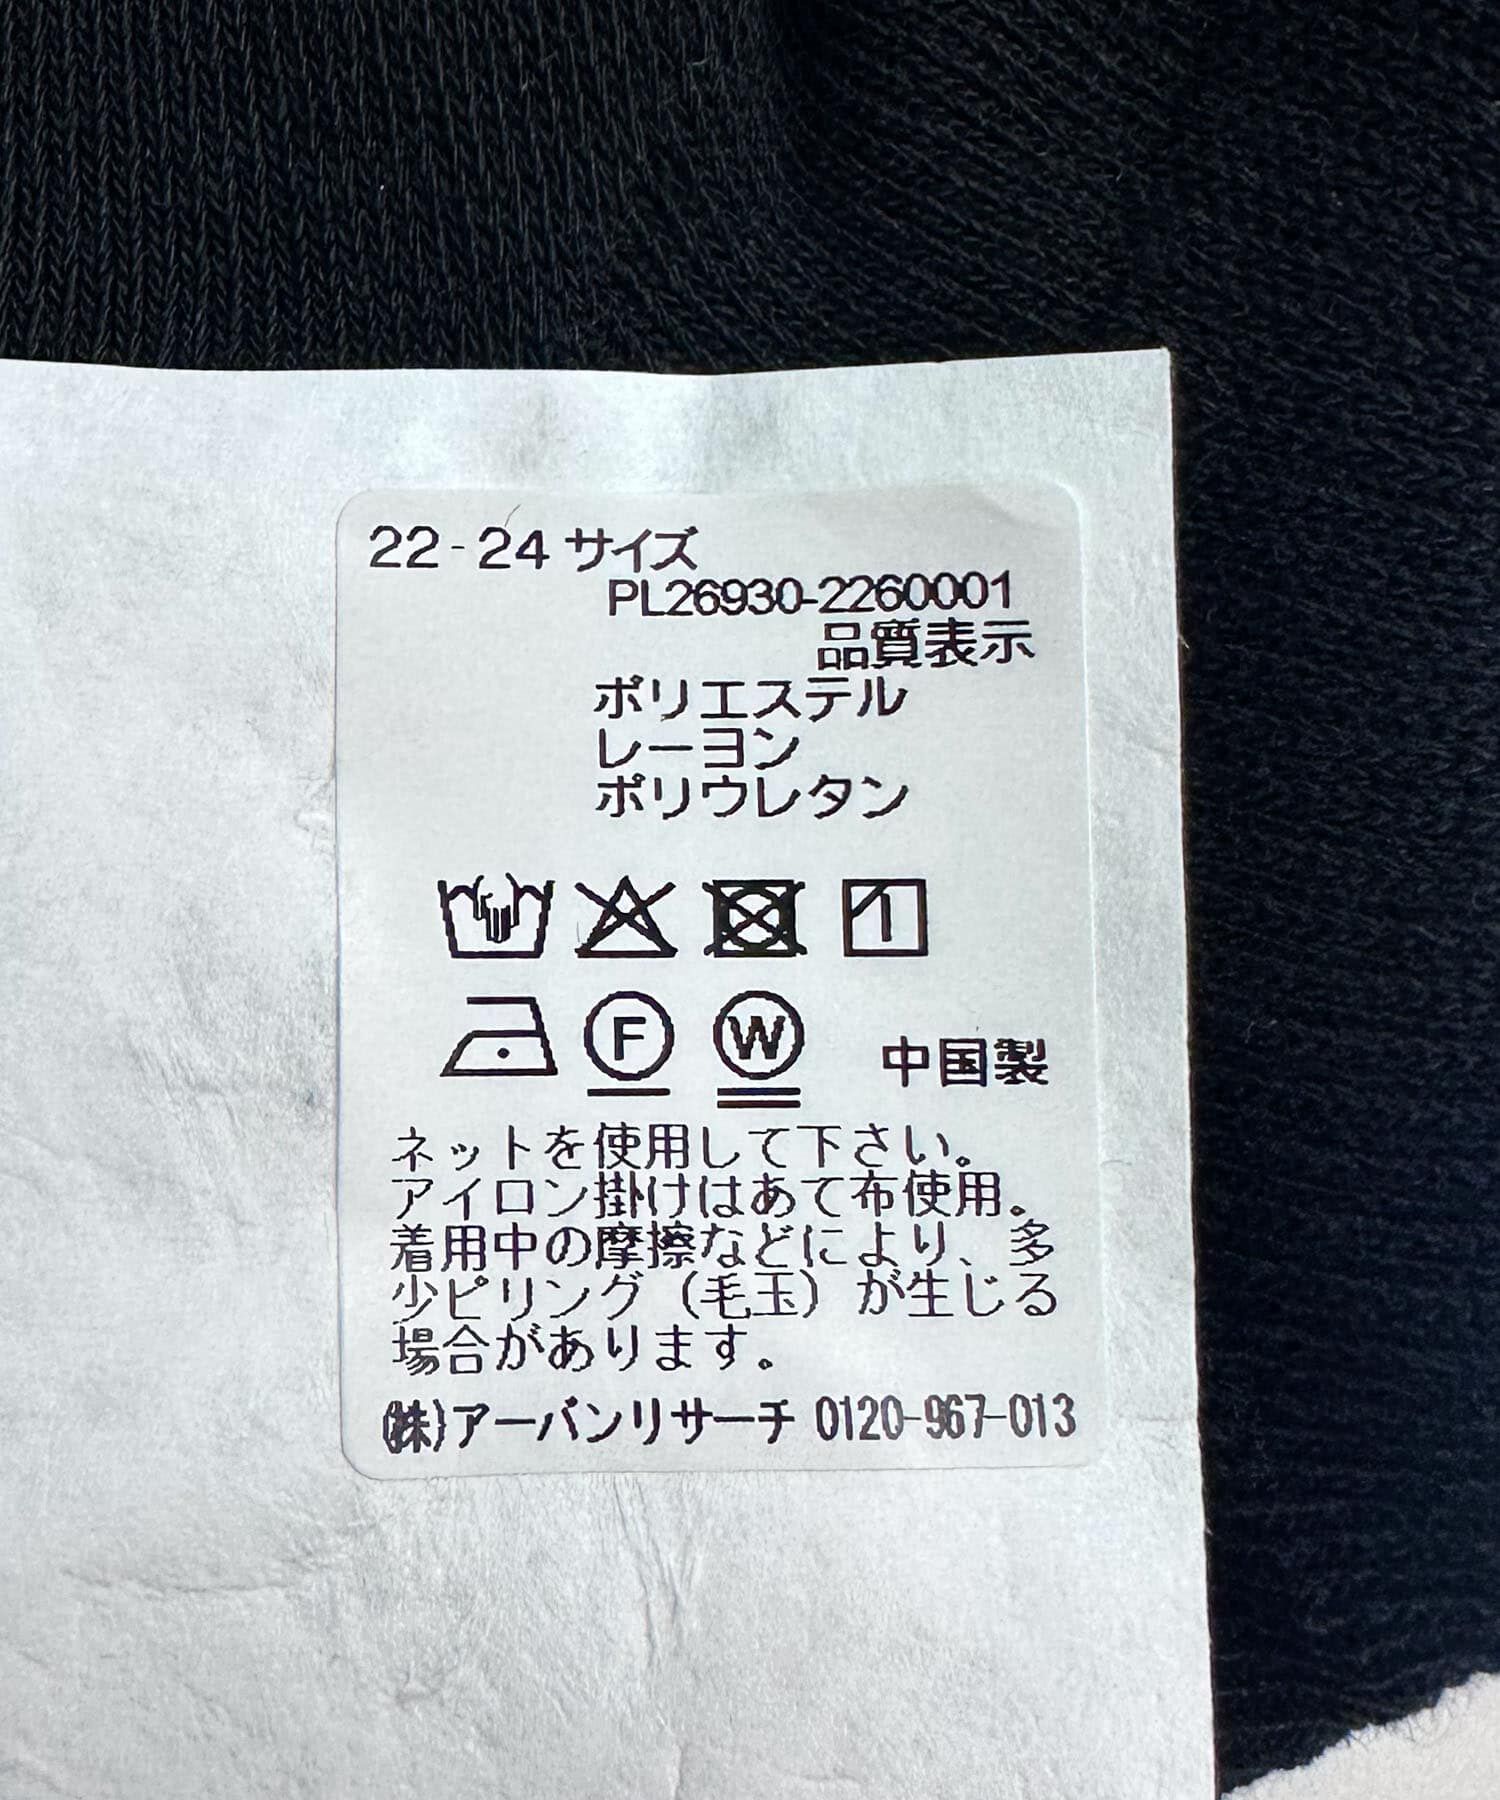 22-24 サイズ
PL26930-2260001
品質表示
ポリエステル
レーヨン
ポリウレタン
F W 中国製
ネットを使用して下さい。
アイロン掛けはあて布使用。
着用中の摩擦などにより、多
少ピリング（毛玉）が生じる
場合があります。
(株)アーバンリサーチ 0120-967-013